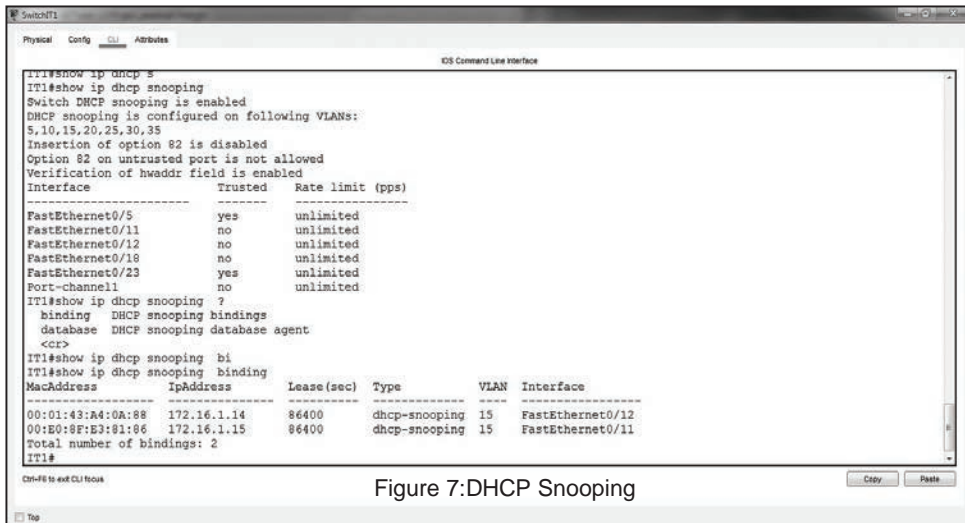 SwitchIT1
Physical Config CLI Attributes
IOS Command Line Interface
IT1#show ip dhcp s
IT1#show ip dhcp snooping
Switch DHCP snooping is enabled
DHCP snooping is configured on following VLANs:
5,10,15,20,25,30,35
Insertion of option 82 is disabled
Option 82 on untrusted port is not allowed
Verification of hwaddr field is enabled
Interface Trusted Rate limit (pps)
----------------------- ------- ----------------
FastEthernet0/5 yes unlimited
FastEthernet0/11 no unlimited
FastEthernet0/12 no unlimited
FastEthernet0/18 no unlimited
FastEthernet0/23 yes unlimited
Port-channel1 no unlimited
IT1#show ip dhcp snooping ?
binding DHCP snooping bindings
database DHCP snooping database agent
<cr>
IT1#show ip dhcp snooping bi
IT1#show ip dhcp snooping binding
MacAddress IpAddress Lease(sec) Type VLAN Interface
------------------ --------------- ---------- ------------- ---- -----------------
00:01:43:A4:0A:88 172.16.1.14 86400 dhcp-snooping 15 FastEthernet0/12
00:E0:8F:E3:81:86 172.16.1.15 86400 dhcp-snooping 15 FastEthernet0/11
Total number of bindings: 2
IT1#
Ctrl+F6 to exit CLI focus
Copy Paste
Figure 7:DHCP Snooping
Top